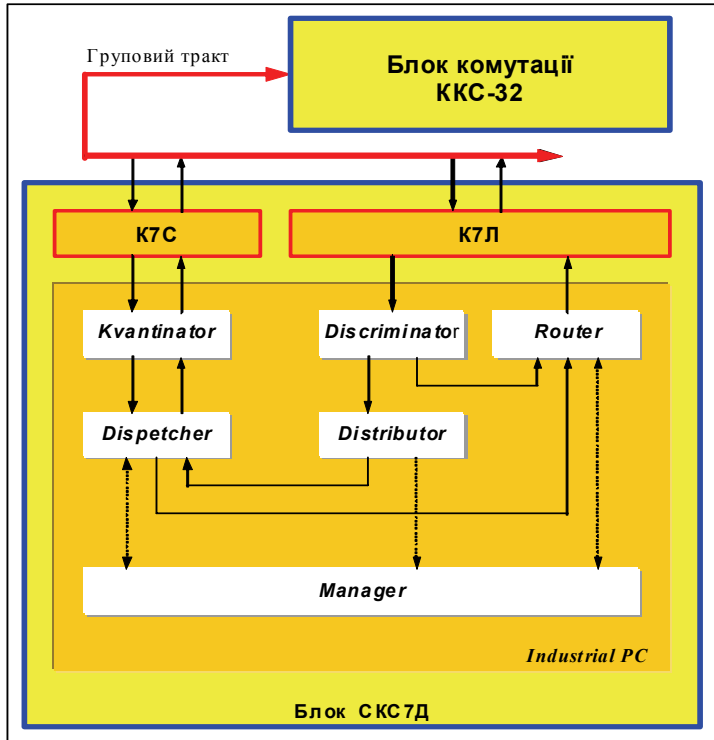 Груповий тракт
Блок комутації
ККС-32
К7С
К7Л
Kvantinator
Discriminator
Router
Dispetcher
Distributor
Manager
Industrial PC
Блок СКС7Д